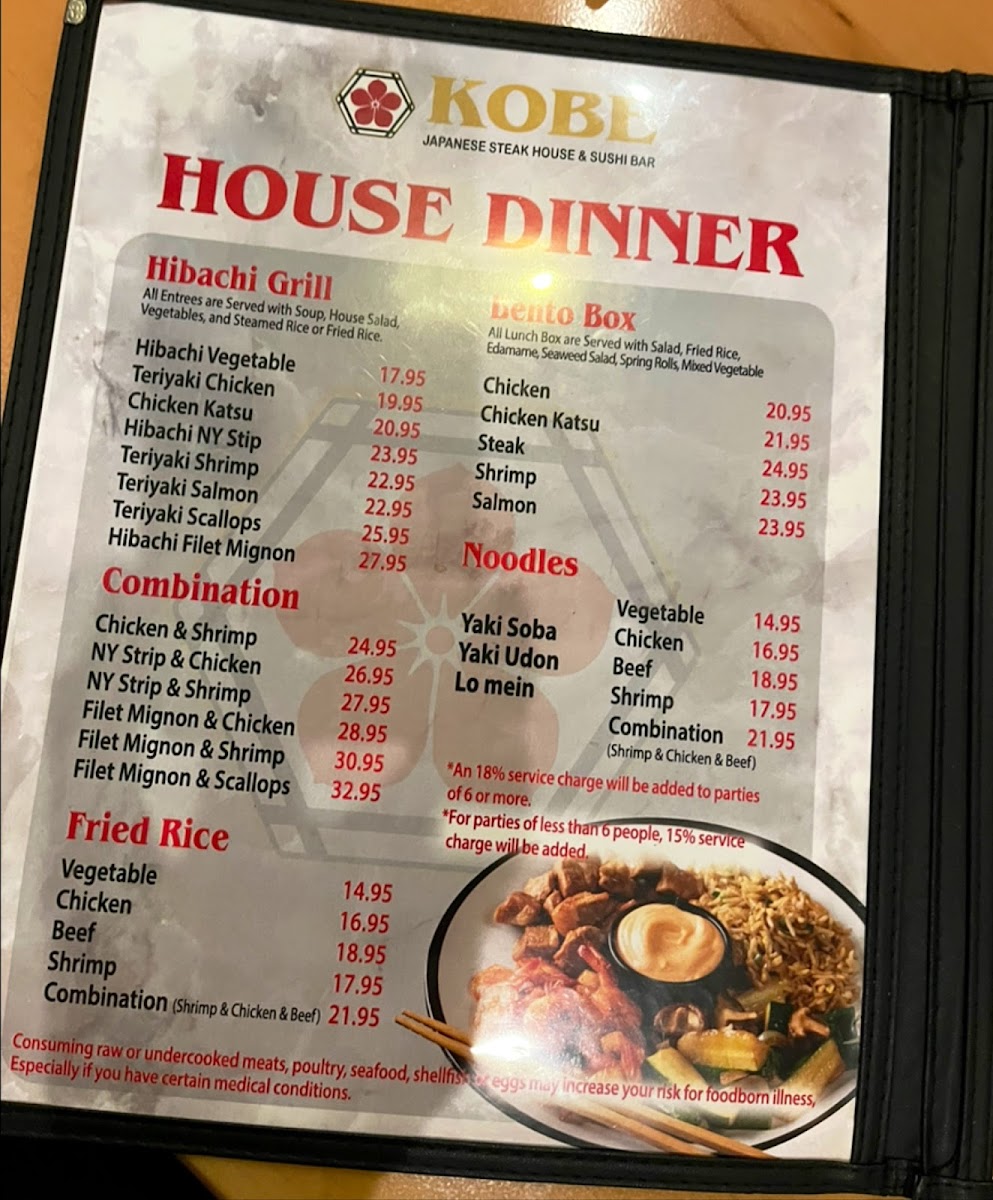 KOBE
JAPANESE STEAK HOUSE & SUSHI BAR
HOUSE DINNER
Hibachi Grill
All Entrees are Served with Soup, House Salad,
Vegetables, and Steamed Rice or Fried Rice.
Hibachi Vegetable 17.95
Teriyaki Chicken 19.95
Chicken Katsu 20.95
Hibachi NY Stip 23.95
Teriyaki Shrimp 22.95
Teriyaki Salmon 22.95
Teriyaki Scallops 25.95
Hibachi Filet Mignon 27.95
Combination
Chicken & Shrimp 24.95
NY Strip & Chicken 26.95
NY Strip & Shrimp 27.95
Filet Mignon & Chicken 28.95
Filet Mignon & Shrimp 30.95
Filet Mignon & Scallops 32.95
Fried Rice
Vegetable 14.95
Chicken 16.95
Beef 18.95
Shrimp 17.95
Combination (Shrimp & Chicken & Beef) 21.95
Bento Box
All Lunch Box are Served with Salad, Fried Rice,
Edamame, Seaweed Salad, Spring Rolls, Mixed Vegetable
Chicken 20.95
Chicken Katsu 21.95
Steak 24.95
Shrimp 23.95
Salmon 23.95
Noodles
Yaki Soba
Yaki Udon
Lo mein
Vegetable 14.95
Chicken 16.95
Beef 18.95
Shrimp 17.95
Combination 21.95
(Shrimp & Chicken & Beef)
*An 18% service charge will be added to parties
of 6 or more.
*For parties of less than 6 people, 15% service
charge will be added.
Consuming raw or undercooked meats, poultry, seafood, shellfish or eggs may increase your risk for foodborn illness,
Especially if you have certain medical conditions.